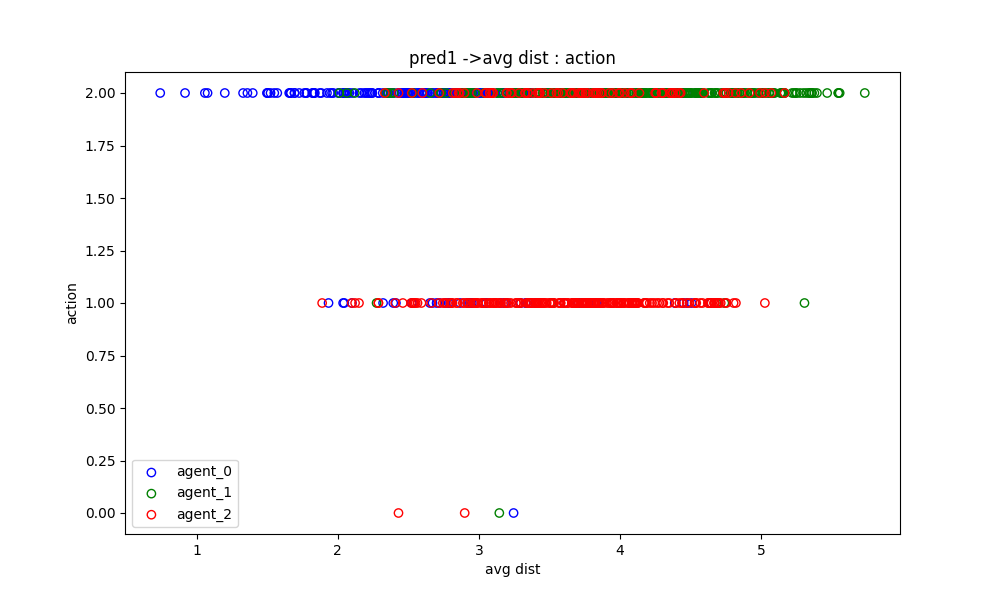 pred1 ->avg dist : action
action
2.00
1.75
1.50
1.25
1.00
0.75
0.50
0.25
0.00
agent_0
agent_1
agent_2
1 2 3 4 5
avg dist